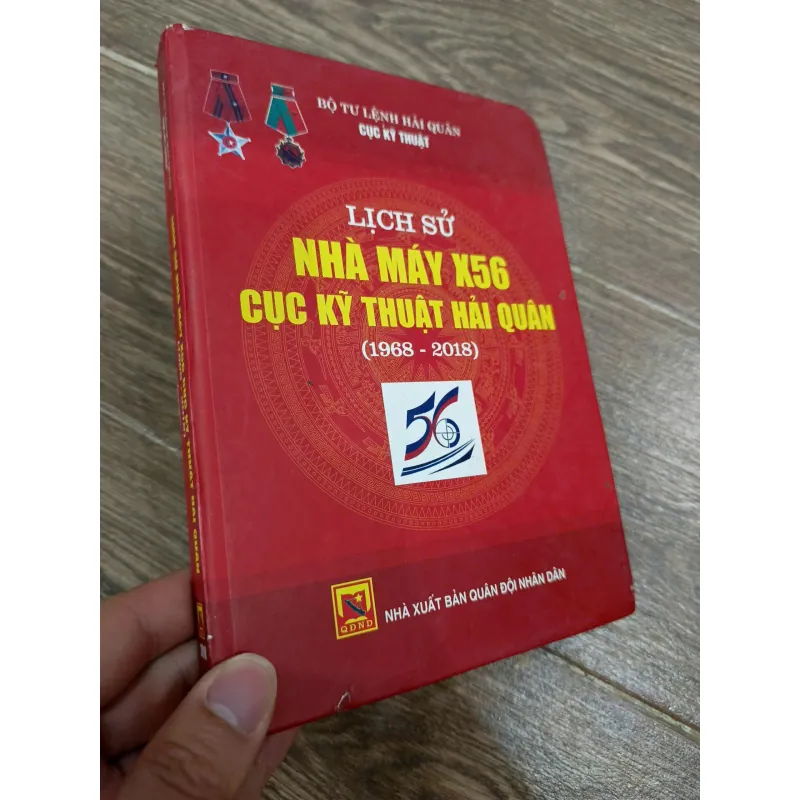 BỘ TƯ LỆNH HẢI QUÂN
CỤC KỸ THUẬT
LỊCH SỬ
NHÀ MÁY X56
CỤC KỸ THUẬT HẢI QUÂN
(1968 - 2018)
56
QĐND
NHÀ XUẤT BẢN QUÂN ĐỘI NHÂN DÂN